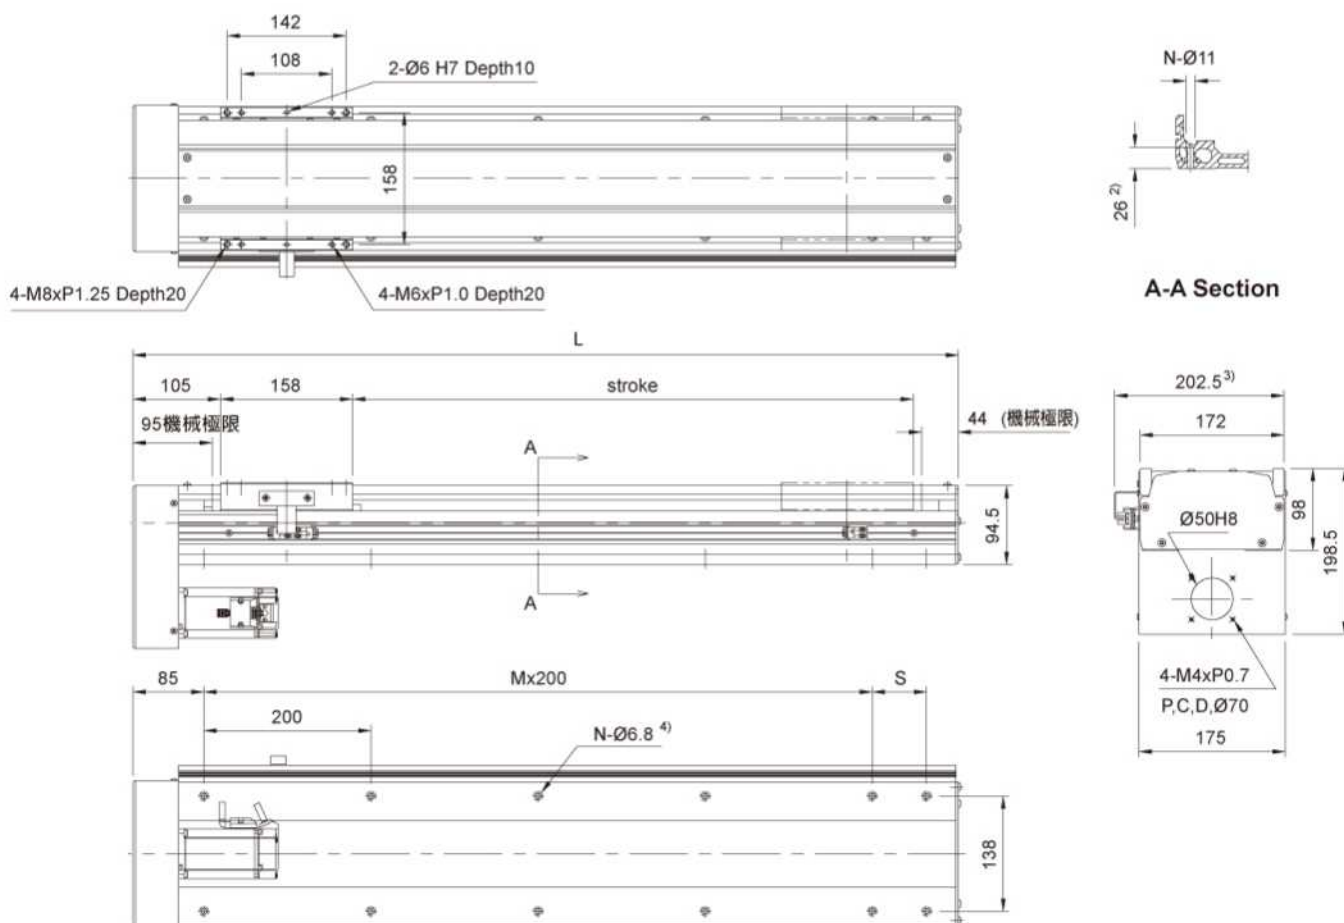 142
108
2-Ø6 H7 Depth10
158
4-M8xP1.25 Depth20
4-M6xP1.0 Depth20
N-Ø11
26 2)
A-A Section
L
105
158
stroke
95機械極限
44 (機械極限)
A
A
94.5
202.5 3)
172
Ø50H8
98
198.5
4-M4xP0.7
P,C,D,Ø70
175
85
Mx200
S
200
N-Ø6.8 4)
138